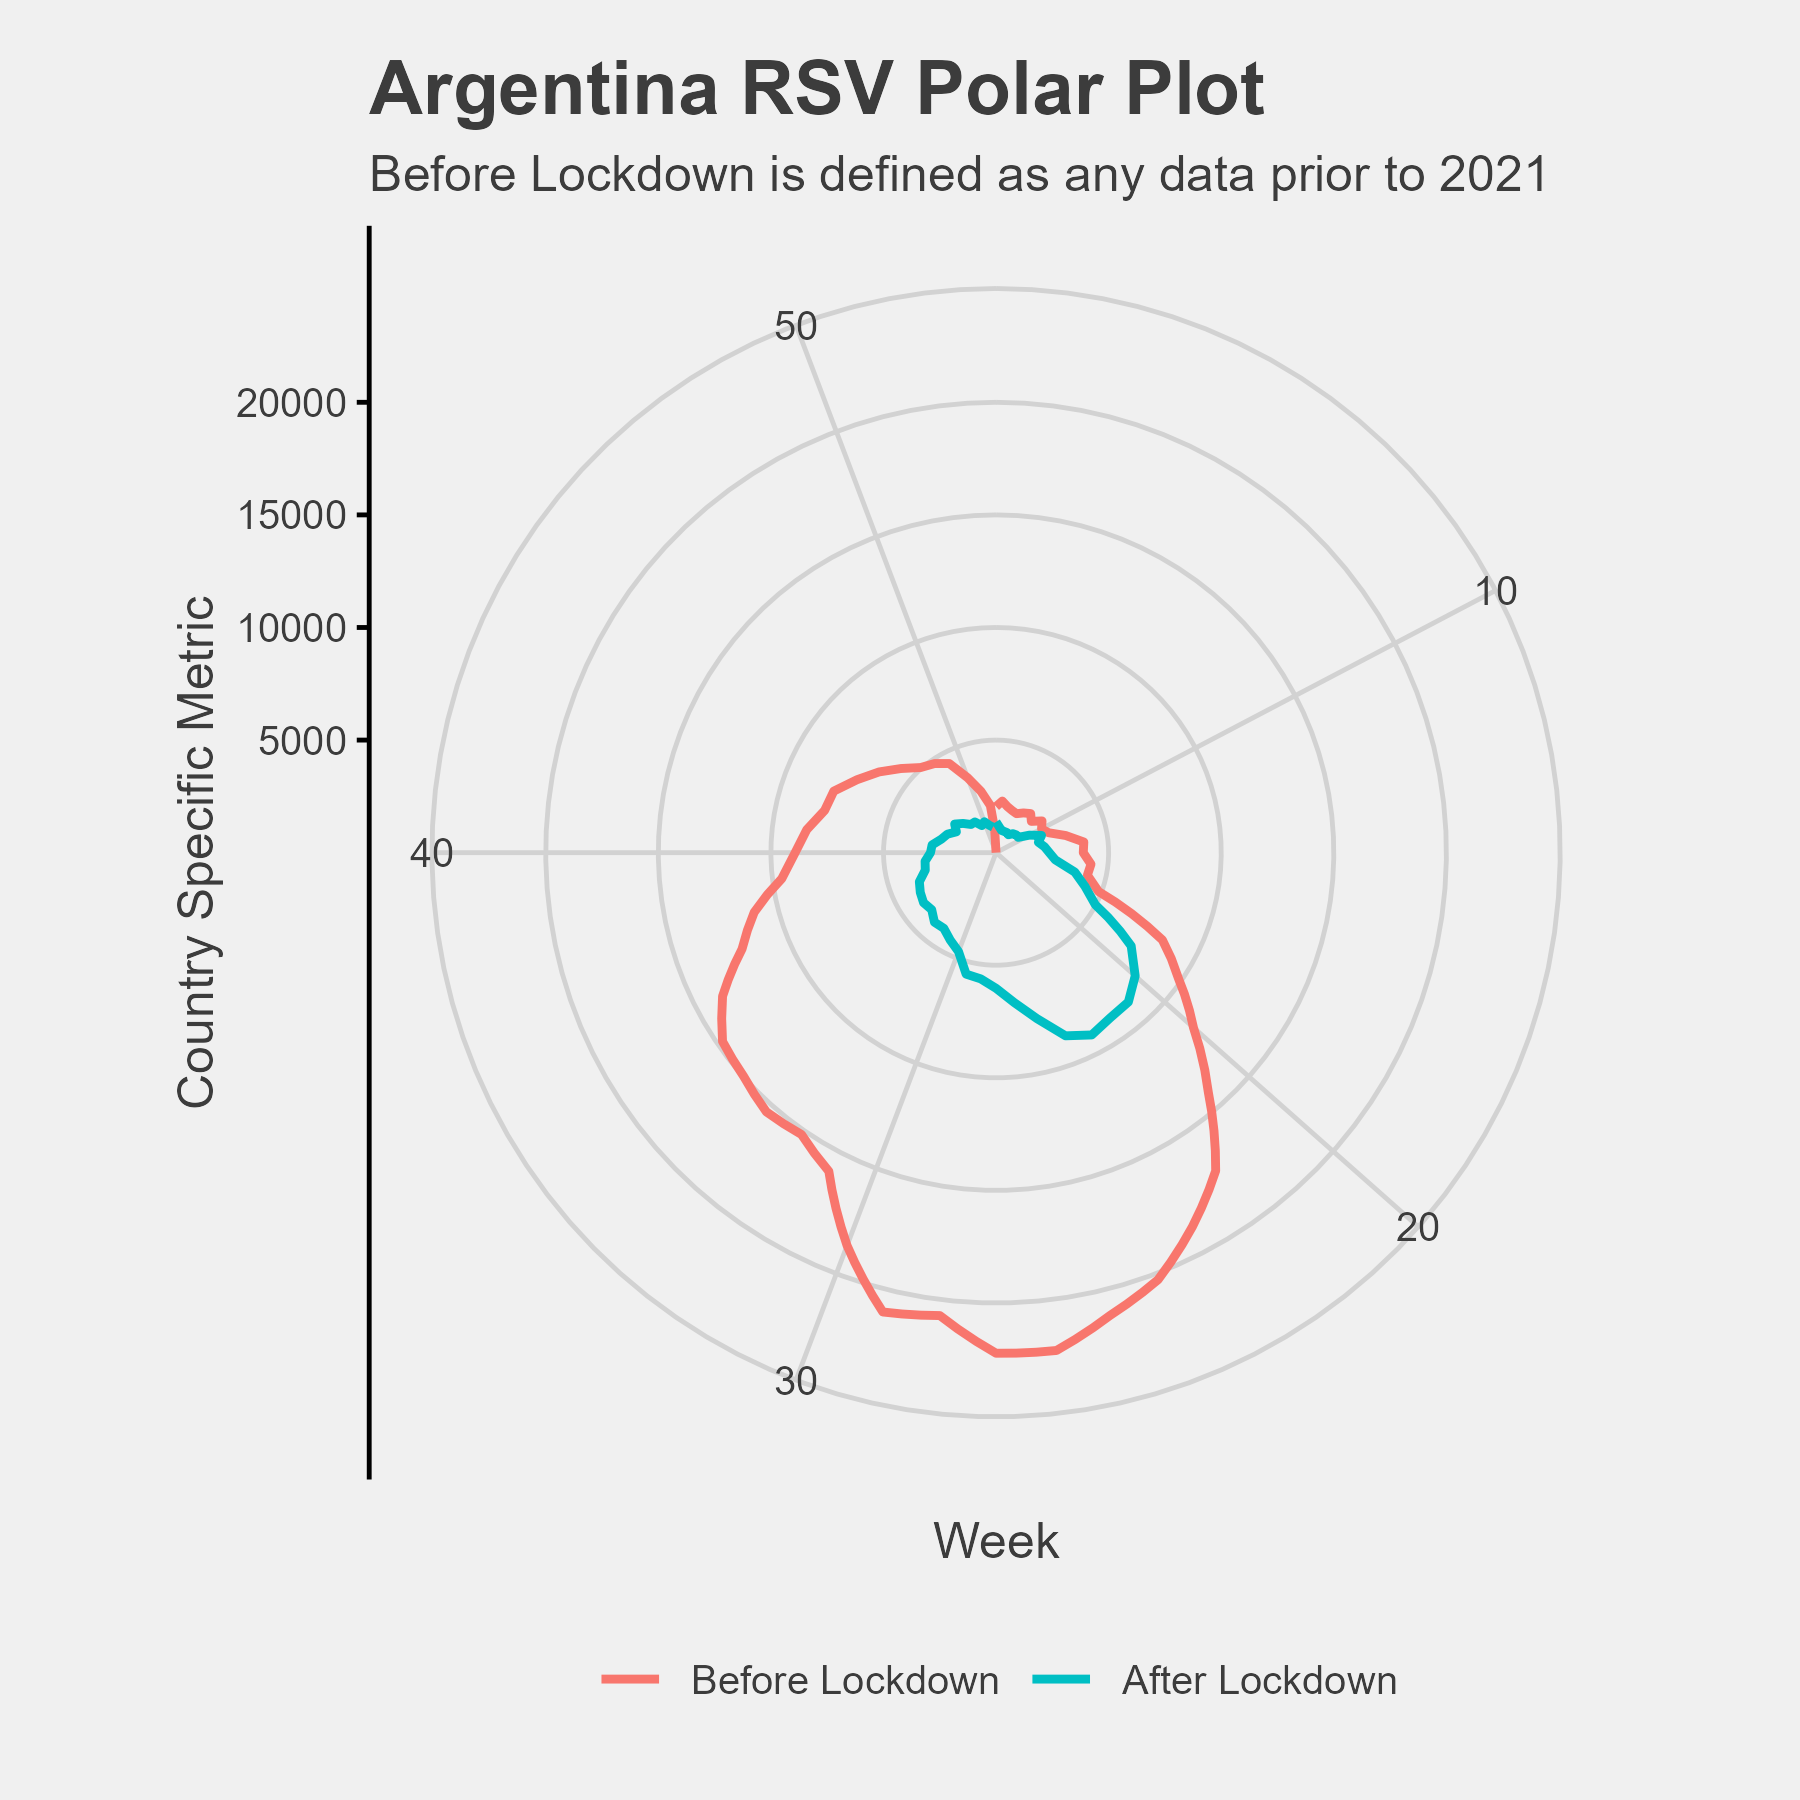 Argentina RSV Polar Plot
Before Lockdown is defined as any data prior to 2021
50
20000
15000
10
10000
Country Specific Metric
5000
40
20
30
Week
Before Lockdown
After Lockdown